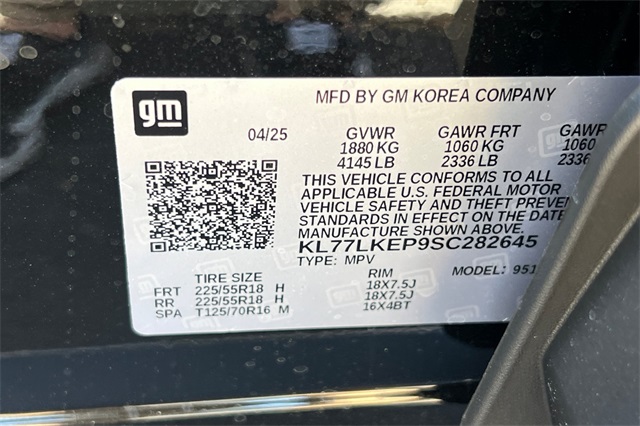 gm
MFD BY GM KOREA COMPANY
04/25 GVWR GAWR FRT GAWR
1880 KG 1060 KG 1060
4145 LB 2336 LB 2336
THIS VEHICLE CONFORMS TO ALL
APPLICABLE U.S. FEDERAL MOTOR
VEHICLE SAFETY AND THEFT PREVEN
STANDARDS IN EFFECT ON THE DATE
MANUFACTURE SHOWN ABOVE.
KL77LKEP9SC282645
TYPE: MPV MODEL: 951
TIRE SIZE RIM
FRT 225/55R18 H 18X7.5J
RR 225/55R18 H 18X7.5J
SPA T125/70R16 M 16X4BT